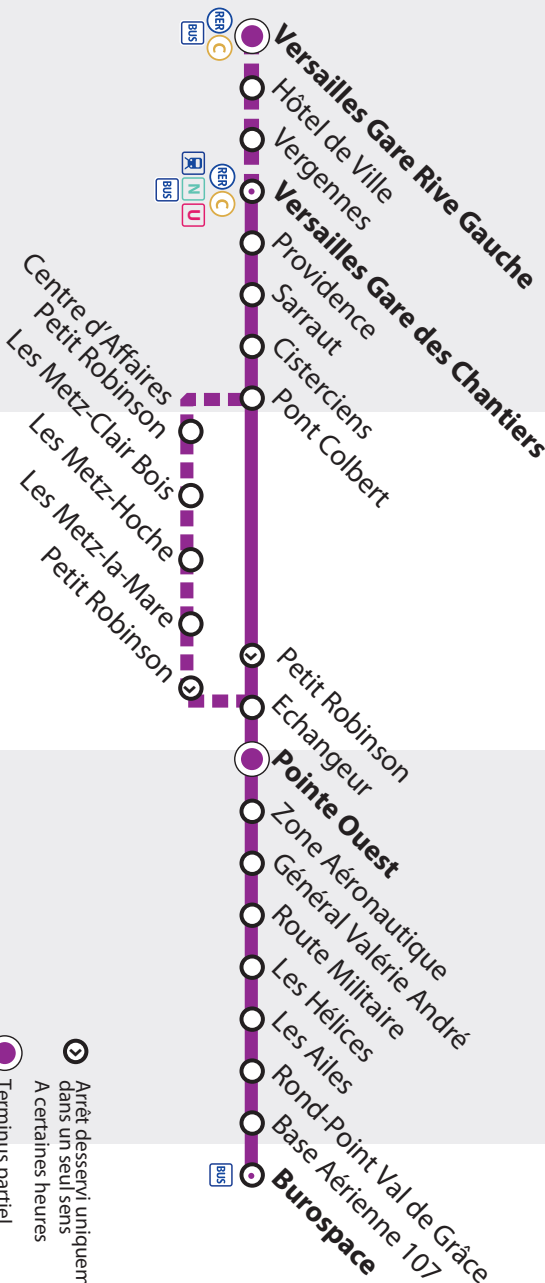 Versailles Gare Rive Gauche
RER C
BUS
Hôtel de Ville
Vergennes
Versailles Gare des Chantiers
RER C
N U
BUS
Providence
Sarraut
Cisterciens
Pont Colbert
Centre d'Affaires
Petit Robinson
Les Metz-Clair Bois
Les Metz-Hoche
Les Metz-la-Mare
Petit Robinson
Petit Robinson
Echangeur
Pointe Ouest
Zone Aéronautique
Général Valérie André
Route Militaire
Les Hélices
Les Ailes
Rond-Point Val de Grâce
Base Aérienne 107
Burospace
BUS
Arrêt desservi uniquem
dans un seul sens
A certaines heures
Terminus partiel